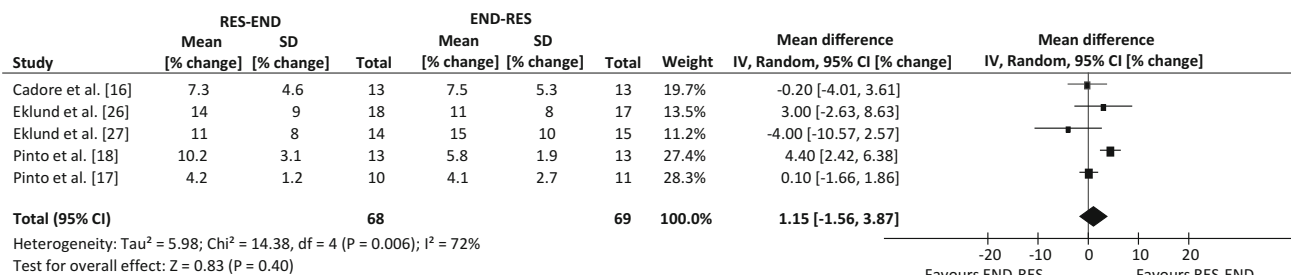 RES-END END-RES
Mean SD Mean SD Mean difference Mean difference
Study [% change] [% change] Total [% change] [% change] Total Weight IV, Random, 95% CI [% change] IV, Random, 95% CI [% change]
Cadore et al. [16] 7.3 4.6 13 7.5 5.3 13 19.7% -0.20 [-4.01, 3.61]
Eklund et al. [26] 14 9 18 11 8 17 13.5% 3.00 [-2.63, 8.63]
Eklund et al. [27] 11 8 14 15 10 15 11.2% -4.00 [-10.57, 2.57]
Pinto et al. [18] 10.2 3.1 13 5.8 1.9 13 27.4% 4.40 [2.42, 6.38]
Pinto et al. [17] 4.2 1.2 10 4.1 2.7 11 28.3% 0.10 [-1.66, 1.86]
Total (95% CI) 68 69 100.0% 1.15 [-1.56, 3.87]
Heterogeneity: Tau² = 5.98; Chi² = 14.38, df = 4 (P = 0.006); I² = 72%
-20 -10 0 10 20
Test for overall effect: Z = 0.83 (P = 0.40)
Favours END-RES Favours RES-END